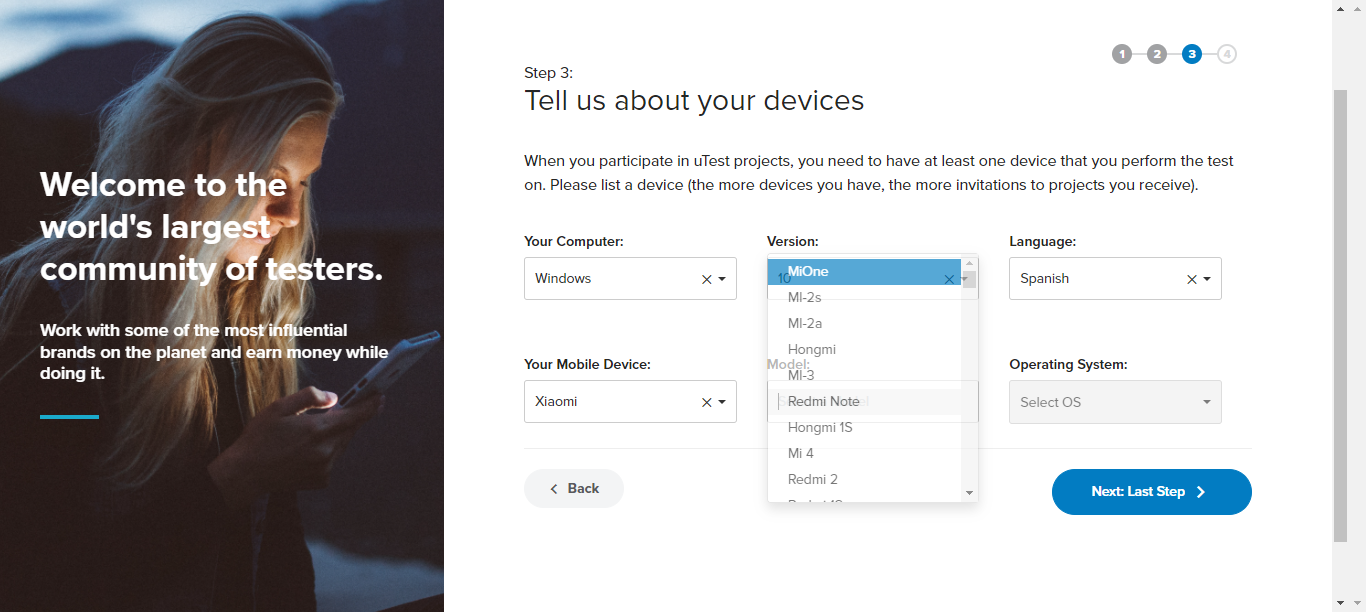 Welcome to the
world's largest
community of testers.
Work with some of the most influential
brands on the planet and earn money while
doing it.
1 2 3 4
Step 3:
Tell us about your devices
When you participate in uTest projects, you need to have at least one device that you perform the test
on. Please list a device (the more devices you have, the more invitations to projects you receive).
Your Computer:
Windows
Version:
10
MiOne
MI-2s
MI-2a
Hongmi
MI-3
Redmi Note
Hongmi 1S
Mi 4
Redmi 2
Language:
Spanish
Your Mobile Device:
Xiaomi
Model:
Operating System:
Select OS
Back
Next: Last Step